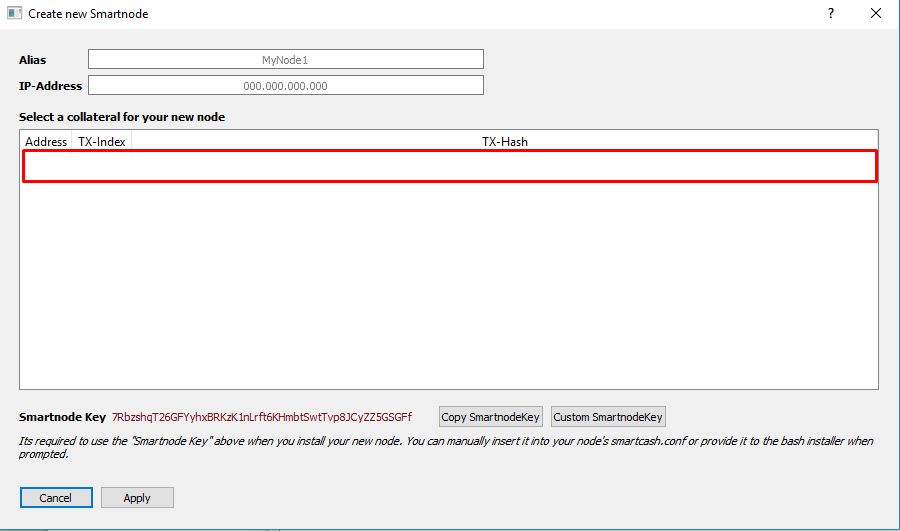 Create new Smartnode
?
Alias MyNode1
IP-Address 000.000.000.000
Select a collateral for your new node
Address TX-Index TX-Hash
Smartnode Key 7RbzshqT26GFYyhxBRKzK1nLrft6KHmbtSwtTvp8JCyZZ5GSGFf Copy SmartnodeKey Custom SmartnodeKey
Its required to use the "Smartnode Key" above when you install your new node. You can manually insert it into your node's smartcash.conf or provide it to the bash installer when
prompted.
Cancel Apply